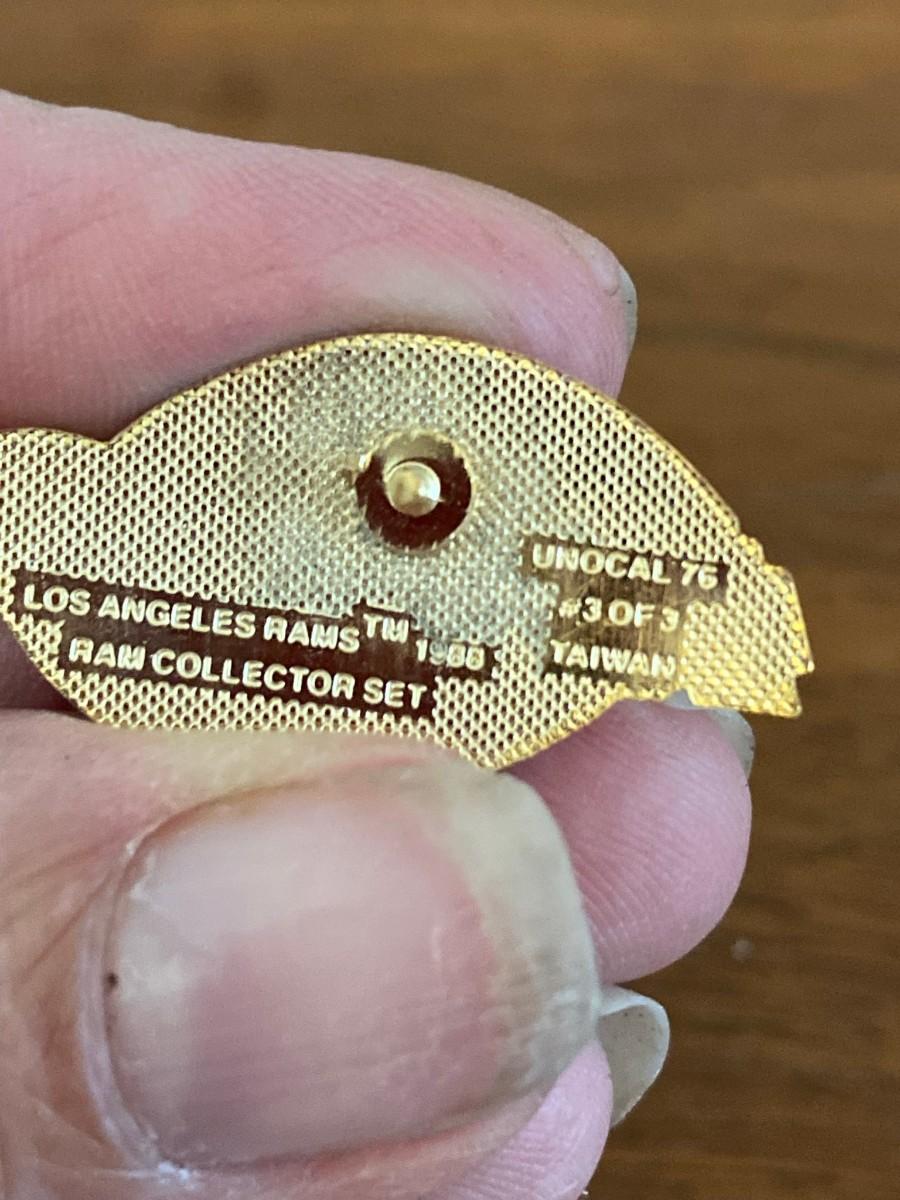 LOS ANGELES RAMS™ 1988
RAM COLLECTOR SET
UNOCAL 76
#3 OF 3
TAIWAN